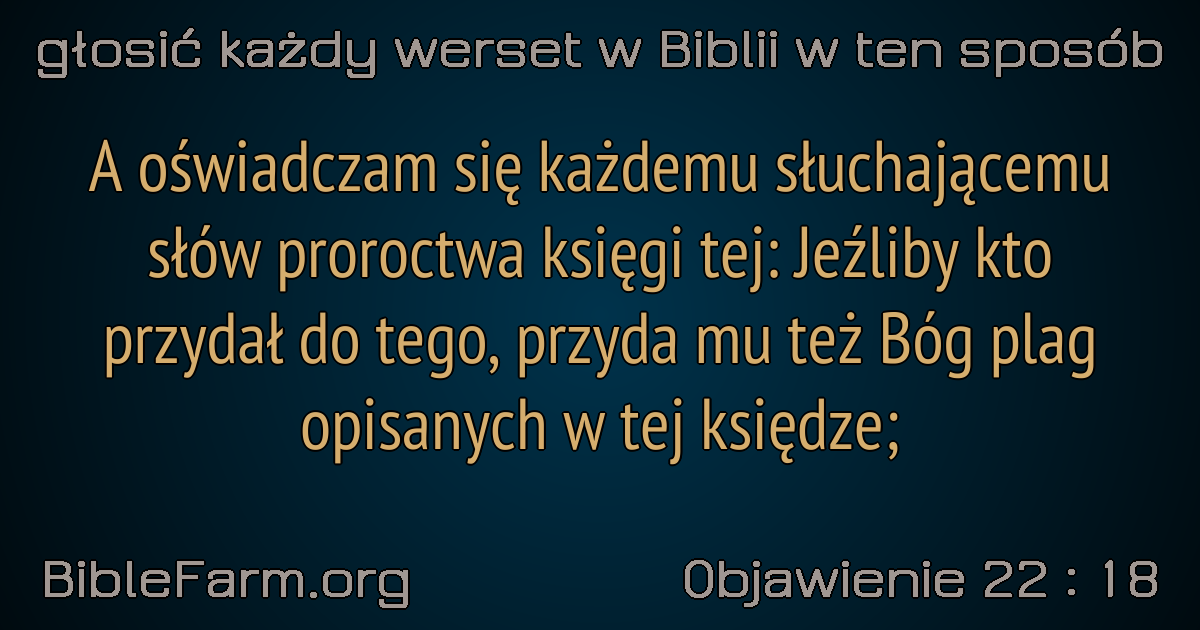 głosić każdy werset w Biblii w ten sposób
A oświadczam się każdemu słuchającemu
słów proroctwa księgi tej: Jeźliby kto
przydał do tego, przyda mu też Bóg plag
opisanych w tej księdze;
BibleFarm.org
Objawienie 22 : 18